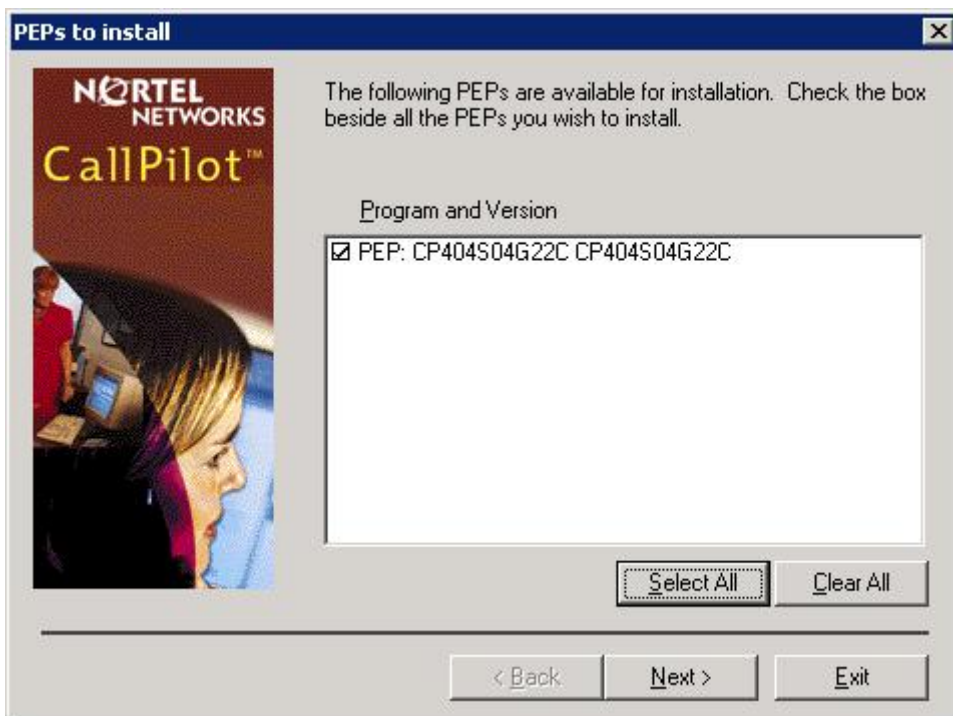 PEPs to install
NORTEL
NETWORKS
CallPilot™
The following PEPs are available for installation. Check the box
beside all the PEPs you wish to install.
Program and Version
PEP: CP404S04G22C CP404S04G22C
Select All
Clear All
< Back
Next >
Exit